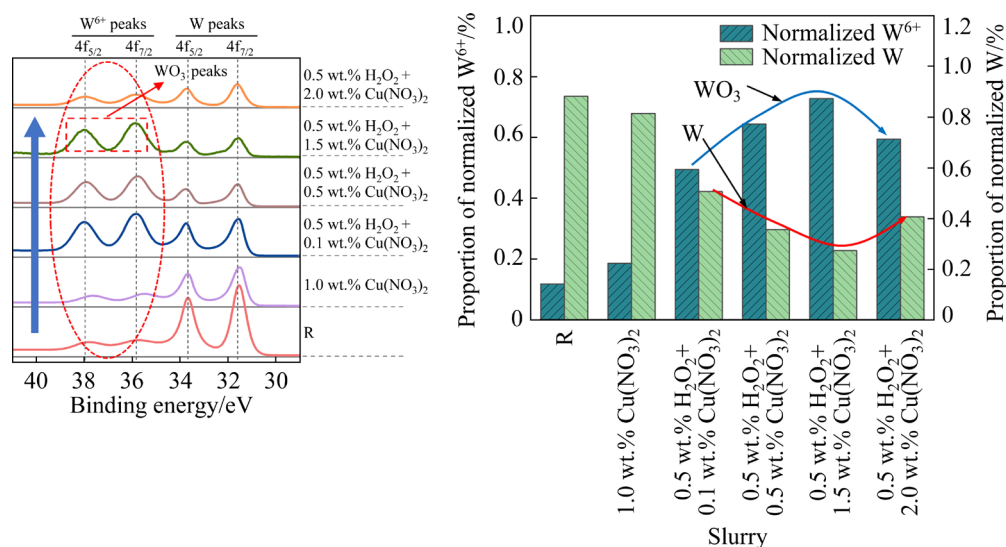 W⁶⁺ peaks
W peaks
4f₅/₂
4f₇/₂
4f₅/₂
4f₇/₂
WO₃ peaks
0.5 wt.% H₂O₂ +
2.0 wt.% Cu(NO₃)₂
0.5 wt.% H₂O₂ +
1.5 wt.% Cu(NO₃)₂
0.5 wt.% H₂O₂ +
0.5 wt.% Cu(NO₃)₂
0.5 wt.% H₂O₂ +
0.1 wt.% Cu(NO₃)₂
1.0 wt.% Cu(NO₃)₂
R
40 38 36 34 32 30
Binding energy/eV
Proportion of normalized W⁶⁺/%
1.0
0.8
0.6
0.4
0.2
0
Normalized W⁶⁺
Normalized W
WO₃
W
1.2
1.0
0.8
0.6
0.4
0.2
0
Proportion of normalized W/%
R
1.0 wt.% Cu(NO₃)₂
0.5 wt.% H₂O₂+
0.1 wt.% Cu(NO₃)₂
0.5 wt.% H₂O₂+
0.5 wt.% Cu(NO₃)₂
0.5 wt.% H₂O₂+
1.5 wt.% Cu(NO₃)₂
0.5 wt.% H₂O₂+
2.0 wt.% Cu(NO₃)₂
Slurry